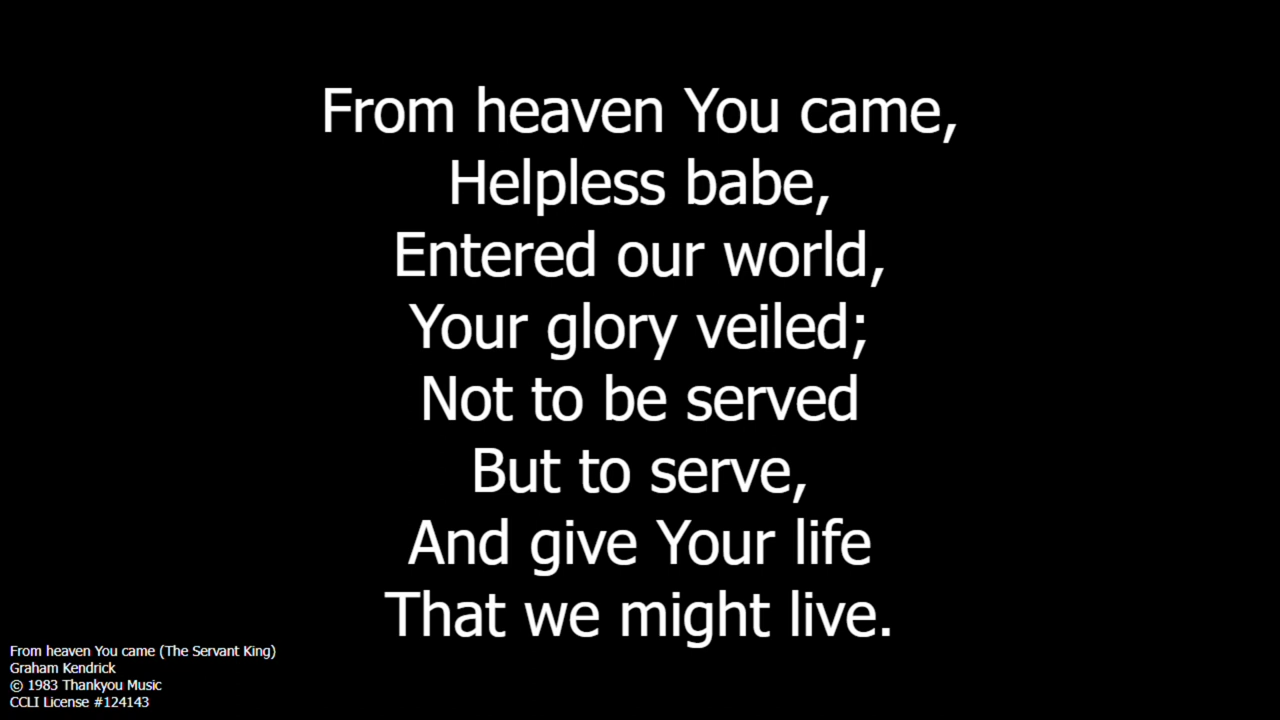 From heaven You came,
Helpless babe,
Entered our world,
Your glory veiled;
Not to be served
But to serve,
And give Your life
That we might live.
From heaven You came (The Servant King)
Graham Kendrick
© 1983 Thankyou Music
CCLI License #124143